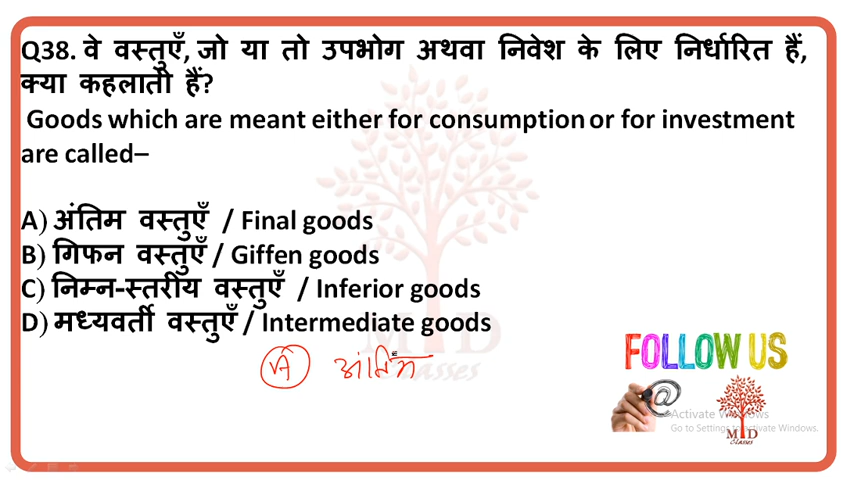 Q38. वे वस्तुएँ, जो या तो उपभोग अथवा निवेश के लिए निर्धारित हैं,
क्या कहलाती हैं?
Goods which are meant either for consumption or for investment
are called–
A) अंतिम वस्तुएँ / Final goods
B) गिफन वस्तुएँ / Giffen goods
C) निम्न-स्तरीय वस्तुएँ / Inferior goods
D) मध्यवर्ती वस्तुएँ / Intermediate goods
M D
Classes
A अंतिम
FOLLOW US
@
Activate Windows
Go to Settings to activate Windows.
M D
Classes